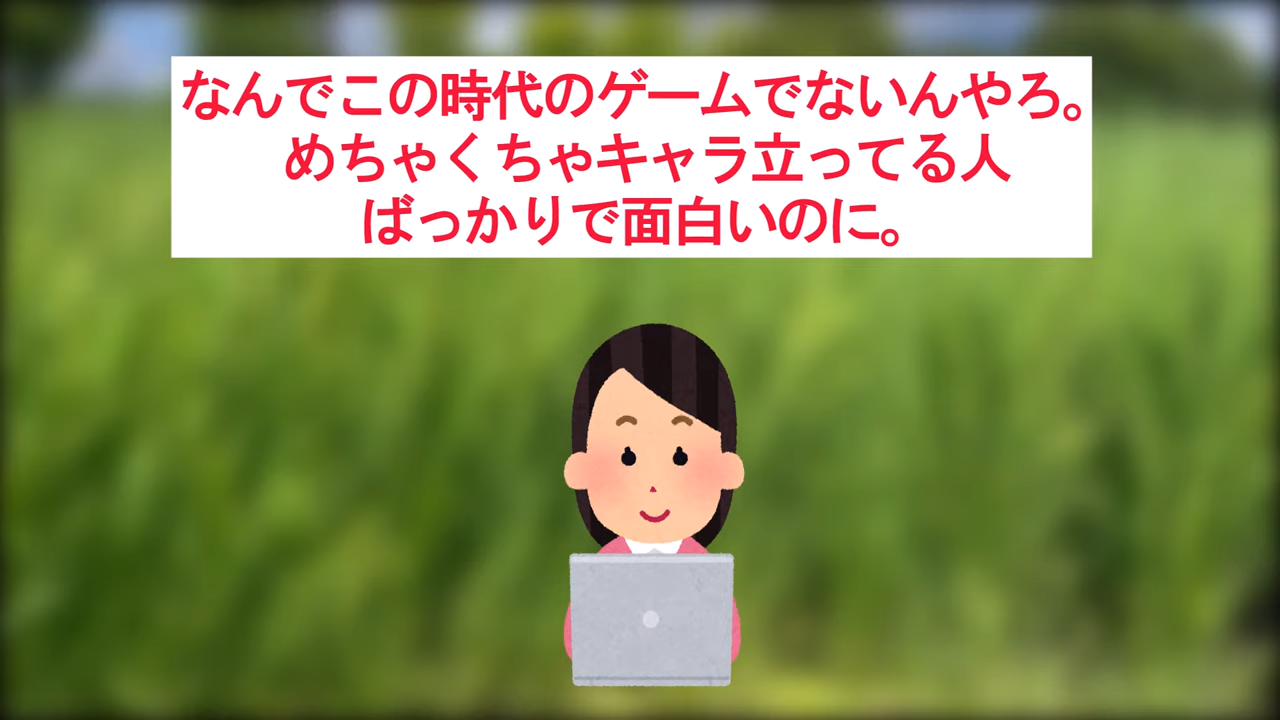 なんでこの時代のゲームでないんやろ。
めちゃくちゃキャラ立ってる人
ばっかりで面白いのに。